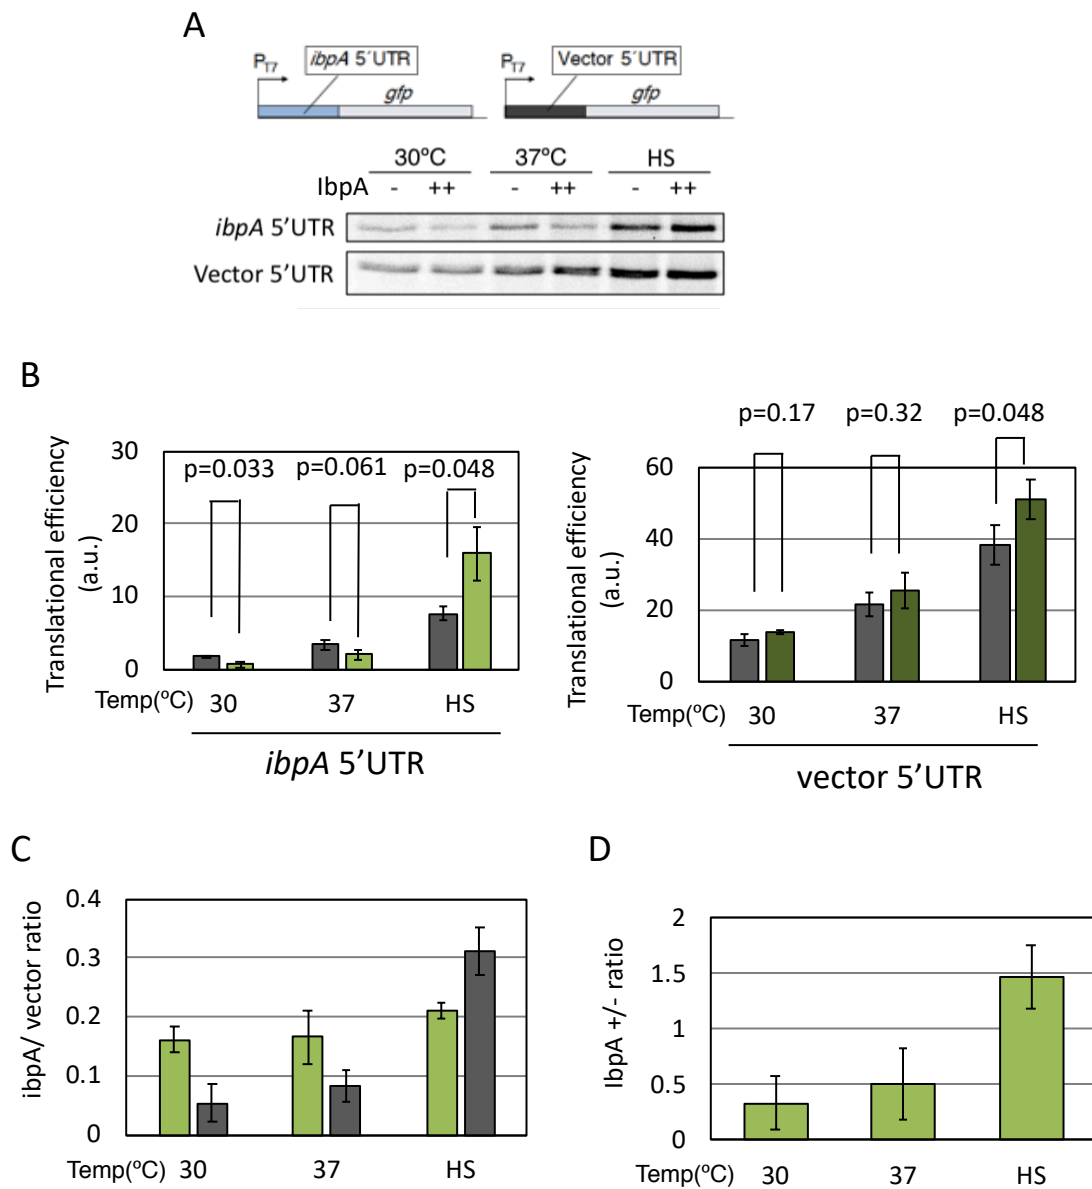 A
P_T7 ibpA 5´UTR gfp
P_T7 Vector 5´UTR gfp
30ºC 37ºC HS
IbpA - ++ - ++ - ++
ibpA 5’UTR
Vector 5’UTR
B
Translational efficiency
(a.u.)
30
20
10
0
p=0.033 p=0.061 p=0.048
Temp(ºC) 30 37 HS
ibpA 5’UTR
Translational efficiency
(a.u.)
60
40
20
0
p=0.17 p=0.32 p=0.048
Temp(ºC) 30 37 HS
vector 5’UTR
C
ibpA/ vector ratio
0.4
0.3
0.2
0.1
0
Temp(ºC) 30 37 HS
D
IbpA +/- ratio
2
1.5
1
0.5
0
Temp(ºC) 30 37 HS